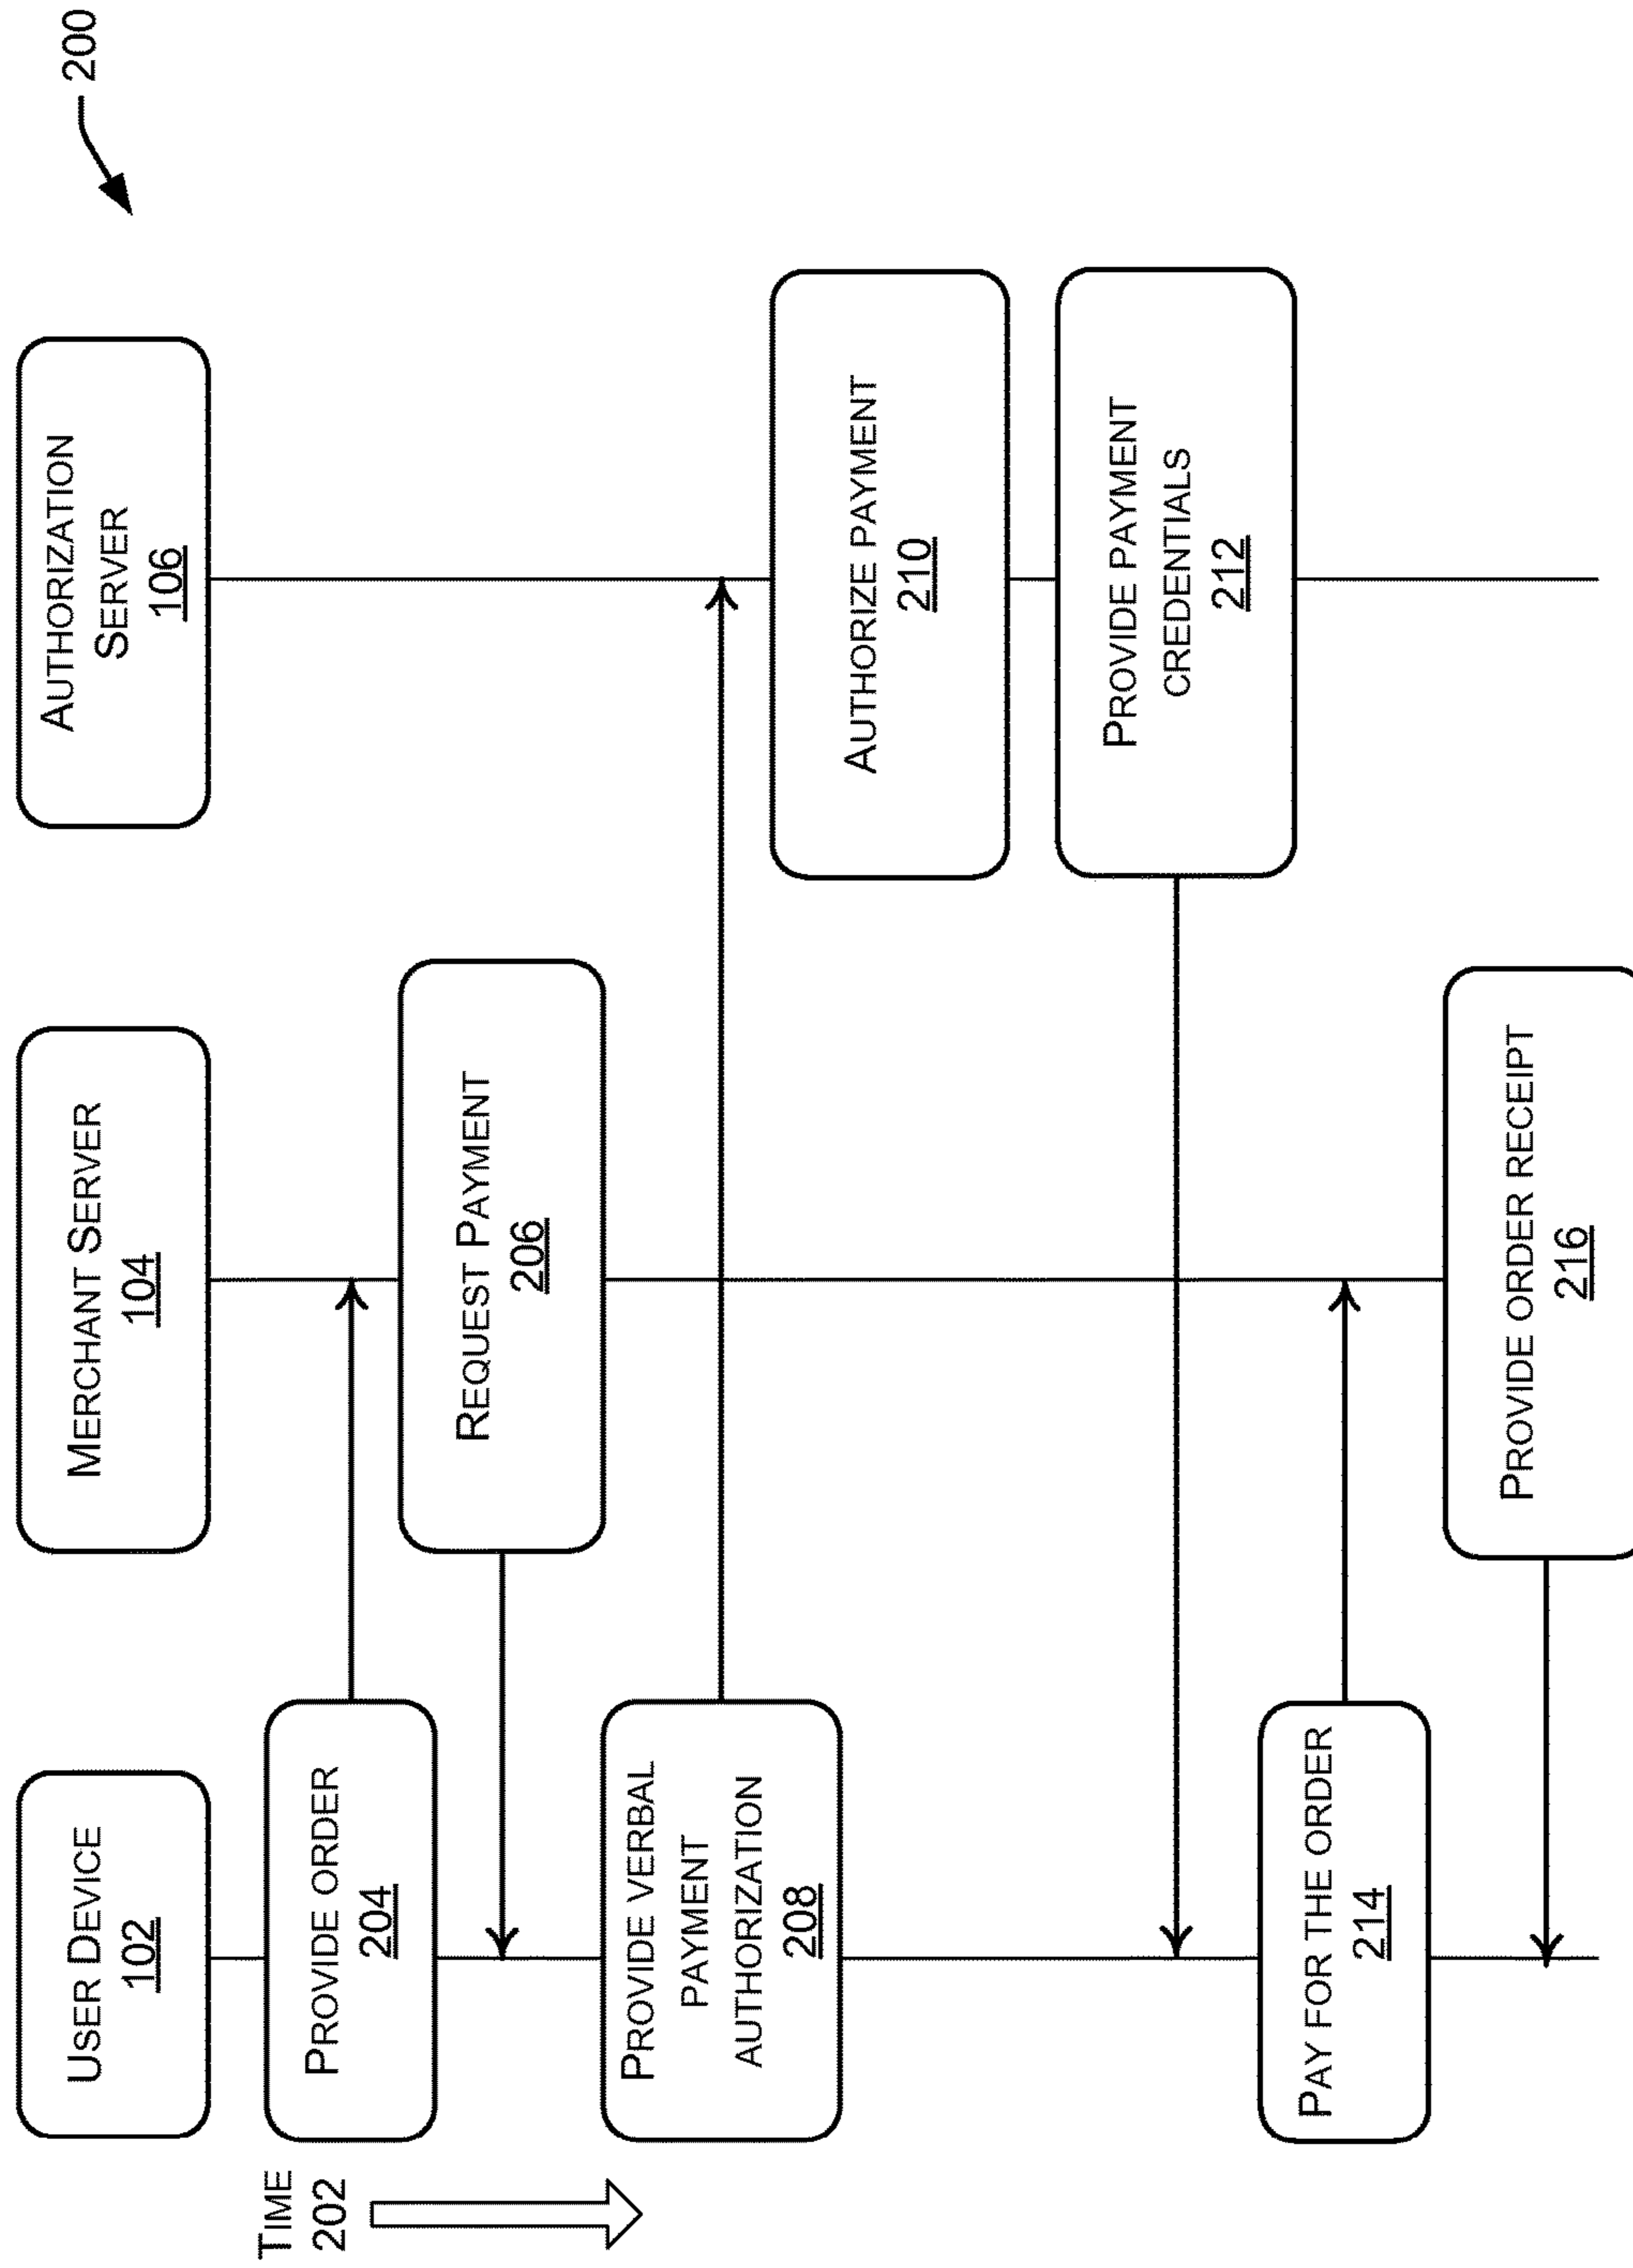 200
USER DEVICE
102
MERCHANT SERVER
104
AUTHORIZATION
SERVER
106
TIME
202
PROVIDE ORDER
204
REQUEST PAYMENT
206
PROVIDE VERBAL
PAYMENT
AUTHORIZATION
208
AUTHORIZE PAYMENT
210
PROVIDE PAYMENT
CREDENTIALS
212
PAY FOR THE ORDER
214
PROVIDE ORDER RECEIPT
216